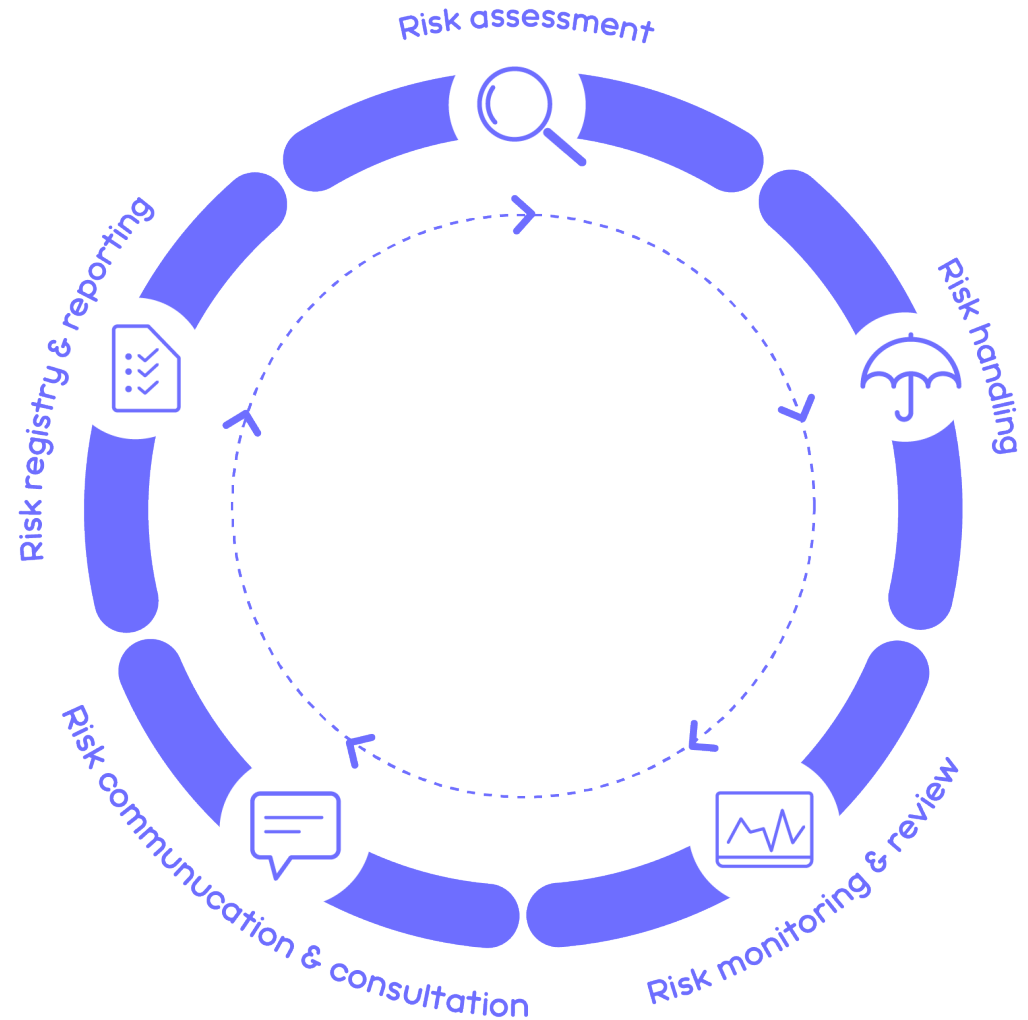 Risk assessment
Risk handling
Risk monitoring & review
Risk communucation & consultation
Risk registry & reporting